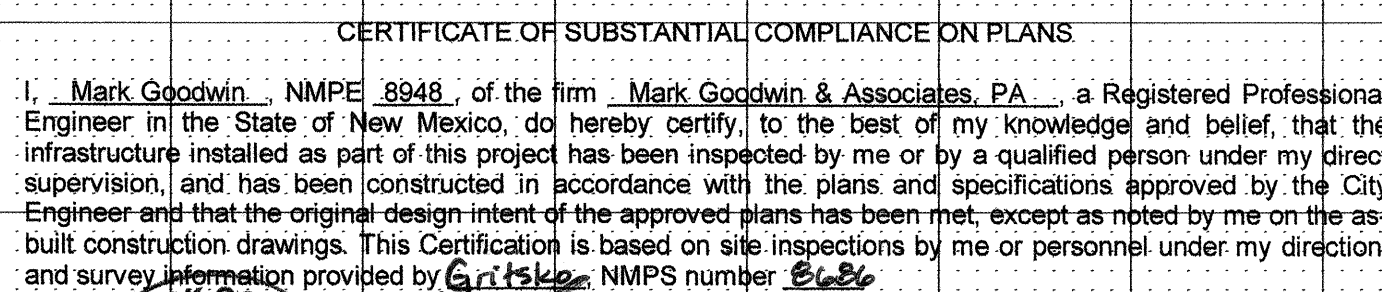 CERTIFICATE OF SUBSTANTIAL COMPLIANCE ON PLANS
I, Mark Goodwin, NMPE 8948, of the firm Mark Goodwin & Associates, PA, a Registered Professiona
Engineer in the State of New Mexico, do hereby certify, to the best of my knowledge and belief, that the
infrastructure installed as part of this project has been inspected by me or by a qualified person under my direc
supervision, and has been constructed in accordance with the plans and specifications approved by the City
Engineer and that the original design intent of the approved plans has been met, except as noted by me on the as-
built construction drawings. This Certification is based on site inspections by me or personnel under my direction
and survey information provided by Gritsko, NMPS number 8686